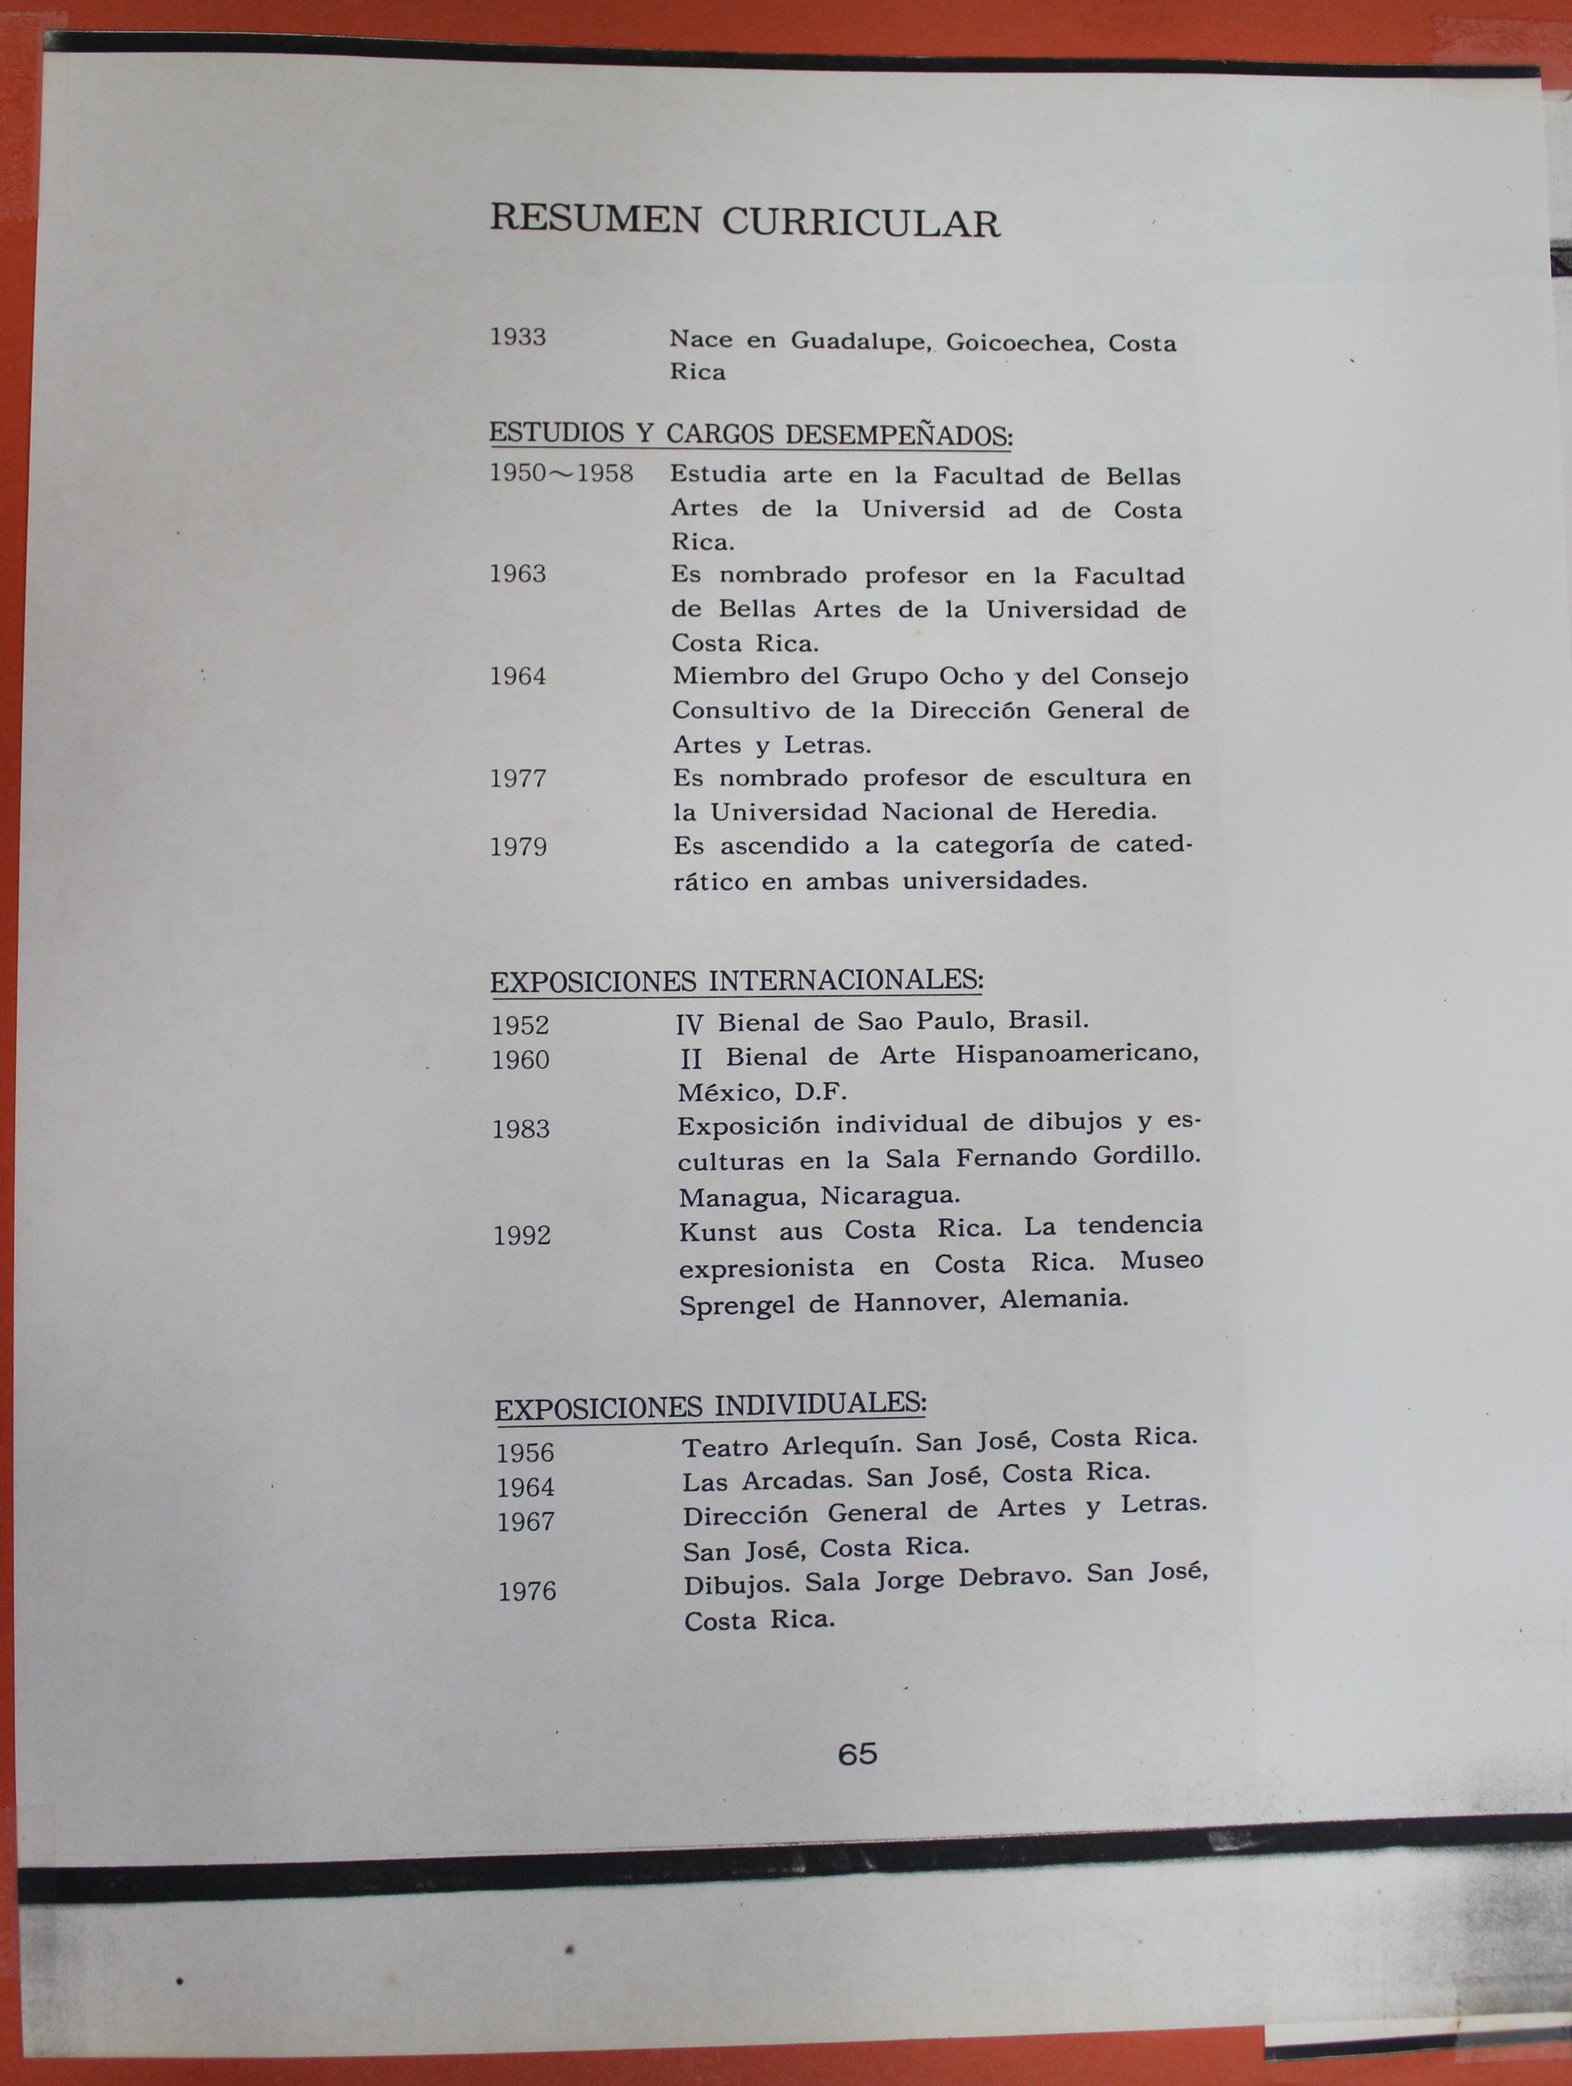 RESUMEN CURRICULAR
1933 Nace en Guadalupe, Goicoechea, Costa
Rica
ESTUDIOS Y CARGOS DESEMPEÑADOS:
1950~1958 Estudia arte en la Facultad de Bellas
Artes de la Universid ad de Costa
Rica.
1963 Es nombrado profesor en la Facultad
de Bellas Artes de la Universidad de
Costa Rica.
1964 Miembro del Grupo Ocho y del Consejo
Consultivo de la Dirección General de
Artes y Letras.
1977 Es nombrado profesor de escultura en
la Universidad Nacional de Heredia.
1979 Es ascendido a la categoría de cated-
rático en ambas universidades.
EXPOSICIONES INTERNACIONALES:
1952 IV Bienal de Sao Paulo, Brasil.
1960 II Bienal de Arte Hispanoamericano,
México, D.F.
1983 Exposición individual de dibujos y es-
culturas en la Sala Fernando Gordillo.
Managua, Nicaragua.
1992 Kunst aus Costa Rica. La tendencia
expresionista en Costa Rica. Museo
Sprengel de Hannover, Alemania.
EXPOSICIONES INDIVIDUALES:
1956 Teatro Arlequín. San José, Costa Rica.
1964 Las Arcadas. San José, Costa Rica.
1967 Dirección General de Artes y Letras.
San José, Costa Rica.
1976 Dibujos. Sala Jorge Debravo. San José,
Costa Rica.
65